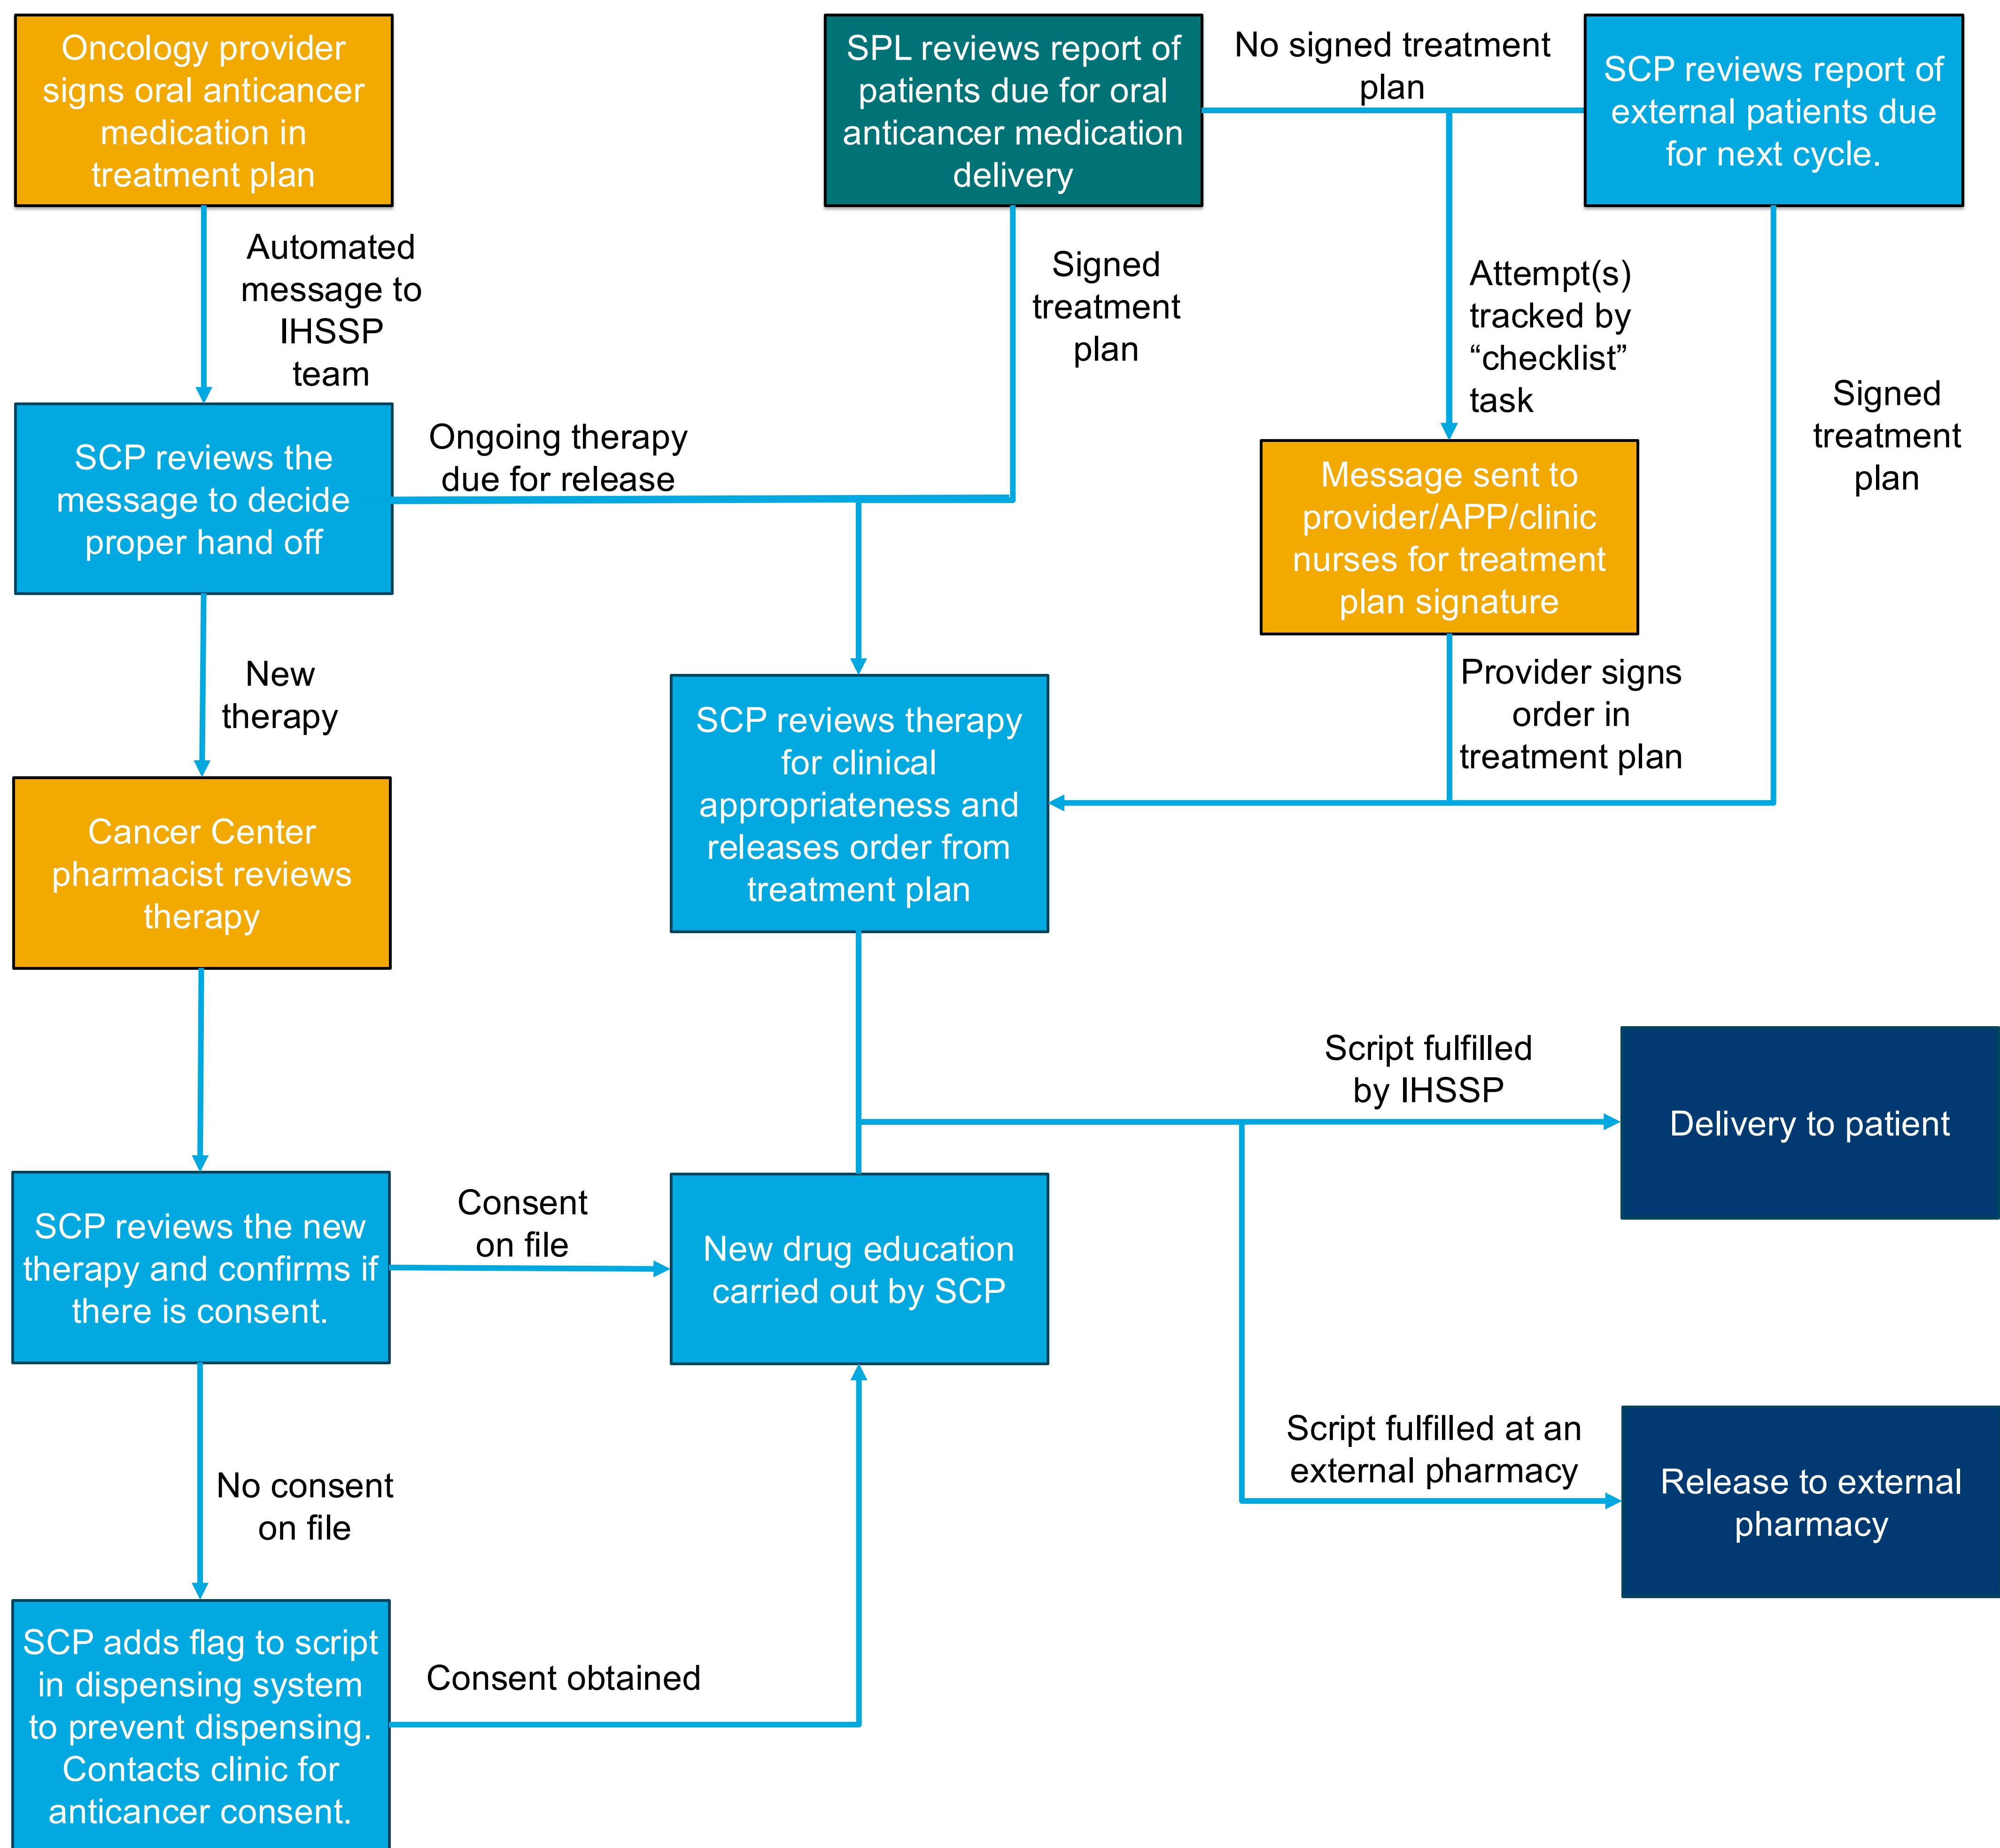 Oncology provider
signs oral anticancer
medication in
treatment plan
SPL reviews report of
patients due for oral
anticancer medication
delivery
No signed treatment
plan
SCP reviews report of
external patients due
for next cycle.
Automated
message to
IHSSP
team
Signed
treatment
plan
Attempt(s)
tracked by
“checklist”
task
Signed
treatment
plan
SCP reviews the
message to decide
proper hand off
Ongoing therapy
due for release
Message sent to
provider/APP/clinic
nurses for treatment
plan signature
New
therapy
SCP reviews therapy
for clinical
appropriateness and
releases order from
treatment plan
Provider signs
order in
treatment plan
Cancer Center
pharmacist reviews
therapy
Script fulfilled
by IHSSP
Delivery to patient
SCP reviews the new
therapy and confirms if
there is consent.
Consent
on file
New drug education
carried out by SCP
Script fulfilled at an
external pharmacy
Release to external
pharmacy
No consent
on file
SCP adds flag to script
in dispensing system
to prevent dispensing.
Contacts clinic for
anticancer consent.
Consent obtained